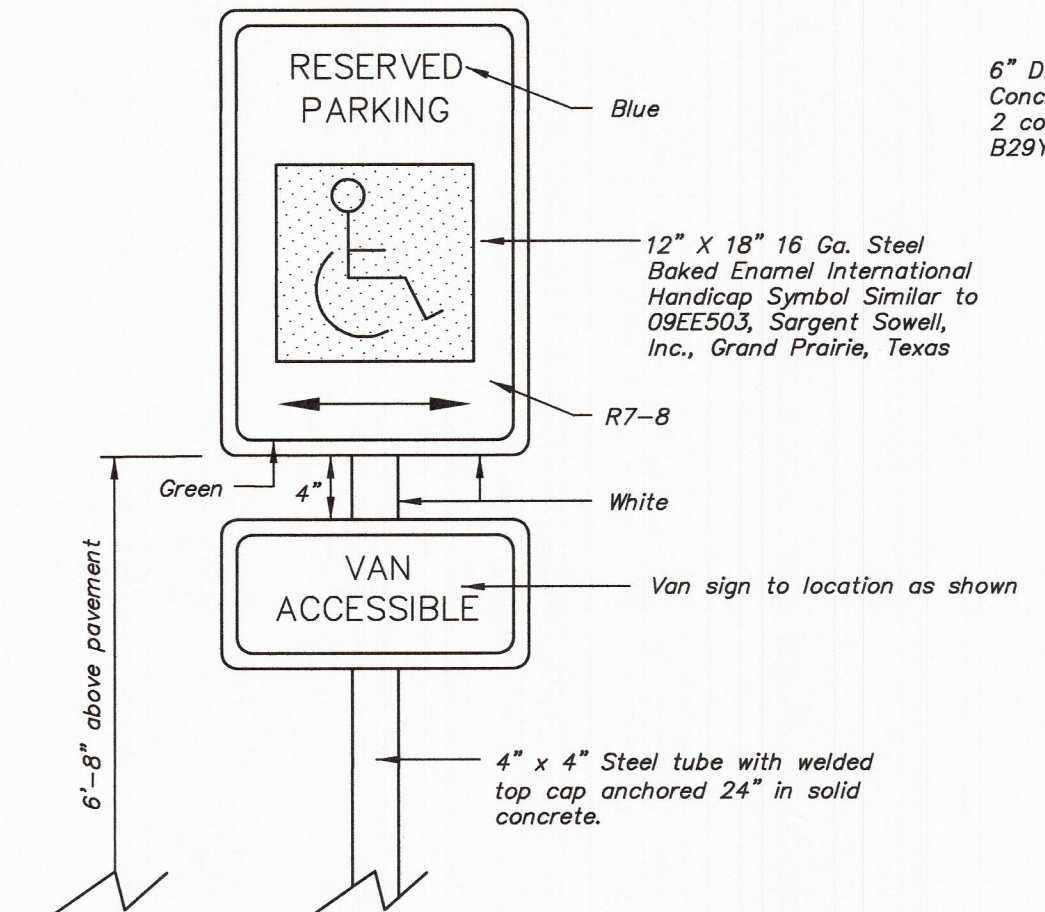 RESERVED
PARKING
Blue
6" D
Conc
2 co
B29Y
12" X 18" 16 Ga. Steel
Baked Enamel International
Handicap Symbol Similar to
09EE503, Sargent Sowell,
Inc., Grand Prairie, Texas
R7-8
Green
4"
White
VAN
ACCESSIBLE
Van sign to location as shown
6'-8" above pavement
4" x 4" Steel tube with welded
top cap anchored 24" in solid
concrete.